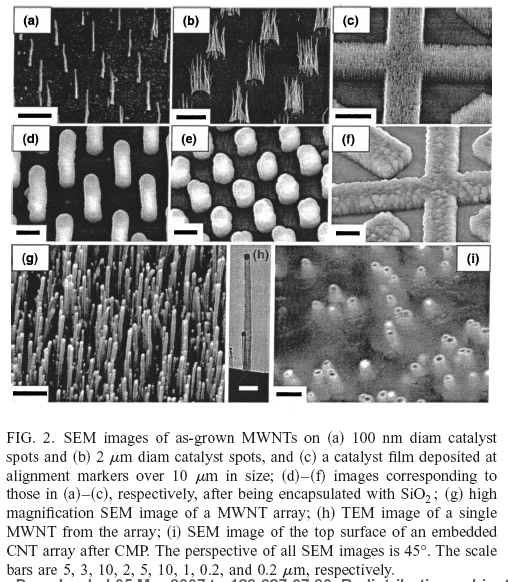 (a)
(b)
(c)
(d)
(e)
(f)
(g)
(h)
(i)
FIG. 2. SEM images of as-grown MWNTs on (a) 100 nm diam catalyst
spots and (b) 2 μm diam catalyst spots, and (c) a catalyst film deposited at
alignment markers over 10 μm in size; (d)–(f) images corresponding to
those in (a)–(c), respectively, after being encapsulated with SiO₂; (g) high
magnification SEM image of a MWNT array; (h) TEM image of a single
MWNT from the array; (i) SEM image of the top surface of an embedded
CNT array after CMP. The perspective of all SEM images is 45°. The scale
bars are 5, 3, 10, 2, 5, 10, 1, 0.2, and 0.2 μm, respectively.